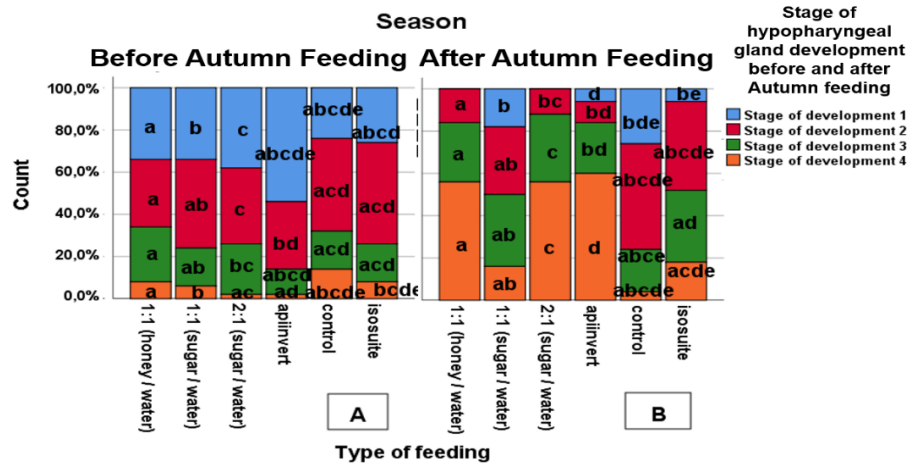 Season
Before Autumn Feeding
After Autumn Feeding
Stage of
hypopharyngeal
gland development
before and after
Autumn feeding
Stage of development 1
Stage of development 2
Stage of development 3
Stage of development 4
Count
100,0%
80,0%
60,0%
40,0%
20,0%
0,0%
a
a
a
a
b
ab
ab
b
c
c
bc
ac
abcde
bd
abcd
ad
abcde
acd
acd
abcde
abcd
acd
acd
bcde
a
a
a
b
ab
ab
ab
bc
c
c
d
bd
bd
d
bde
abcde
abce
abcde
be
abcde
ad
acde
1:1 (honey / water)
1:1 (sugar / water)
2:1 (sugar / water)
apiinvert
control
isosuite
1:1 (honey / water)
1:1 (sugar / water)
2:1 (sugar / water)
apiinvert
control
isosuite
A
B
Type of feeding